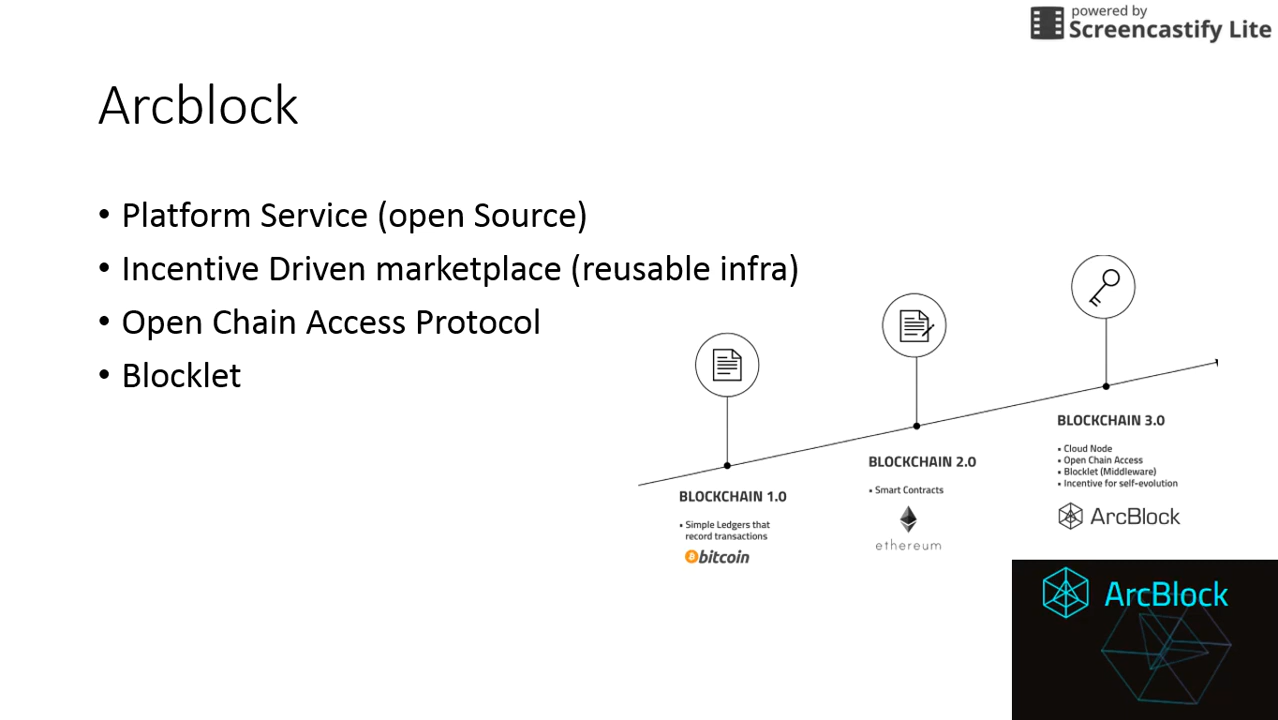 powered by
Screencastify Lite
Arcblock
• Platform Service (open Source)
• Incentive Driven marketplace (reusable infra)
• Open Chain Access Protocol
• Blocklet
BLOCKCHAIN 1.0
• Simple Ledgers that
record transactions
bitcoin
BLOCKCHAIN 2.0
• Smart Contracts
ethereum
BLOCKCHAIN 3.0
• Cloud Node
• Open Chain Access
• Blocklet (Middleware)
• Incentive for self-evolution
ArcBlock
ArcBlock